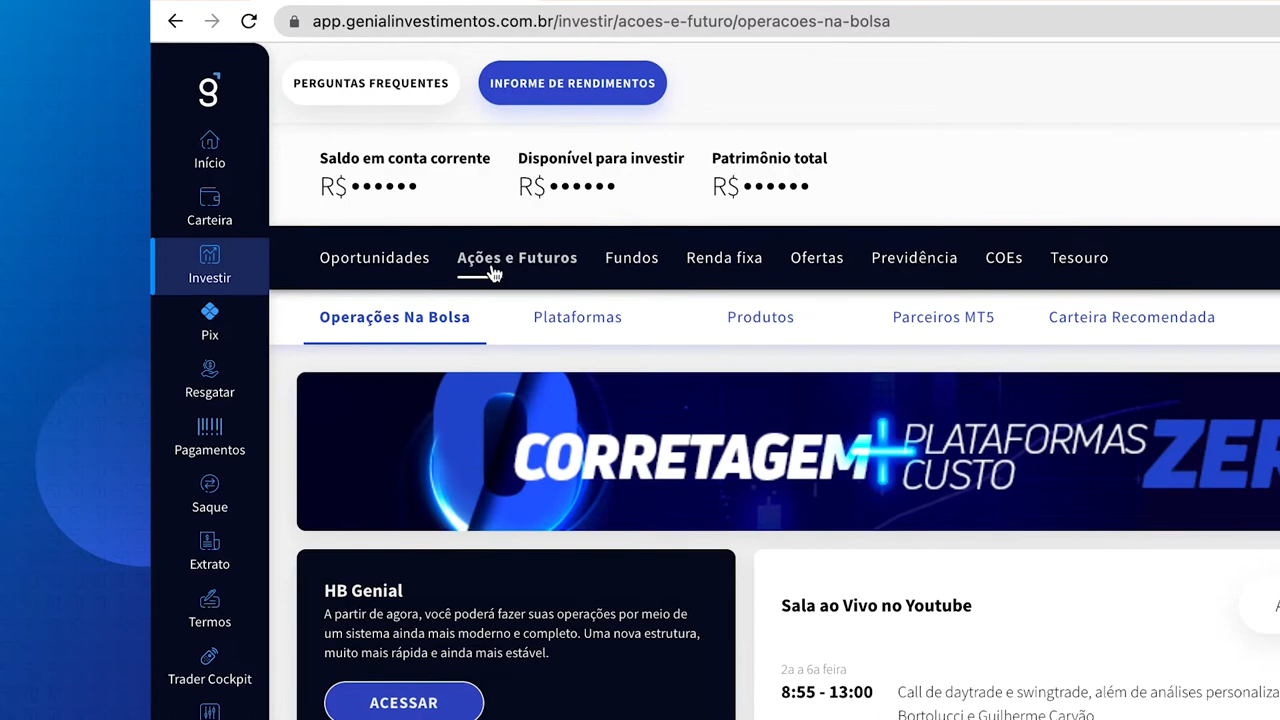 app.genialinvestimentos.com.br/investir/acoes-e-futuro/operacoes-na-bolsa
g
PERGUNTAS FREQUENTES
INFORME DE RENDIMENTOS
Início
Carteira
Investir
Pix
Resgatar
Pagamentos
Saque
Extrato
Termos
Trader Cockpit
Saldo em conta corrente
R$ ••••••
Disponível para investir
R$ ••••••
Patrimônio total
R$ ••••••
Oportunidades Ações e Futuros Fundos Renda fixa Ofertas Previdência COEs Tesouro
Operações Na Bolsa Plataformas Produtos Parceiros MT5 Carteira Recomendada
0 CORRETAGEM + PLATAFORMAS
CUSTO
ZER
HB Genial
A partir de agora, você poderá fazer suas operações por meio de
um sistema ainda mais moderno e completo. Uma nova estrutura,
muito mais rápida e ainda mais estável.
ACESSAR
Sala ao Vivo no Youtube
2a a 6a feira
8:55 - 13:00
Call de daytrade e swingtrade, além de análises personaliza
Bortolucci e Guilherme Carvão